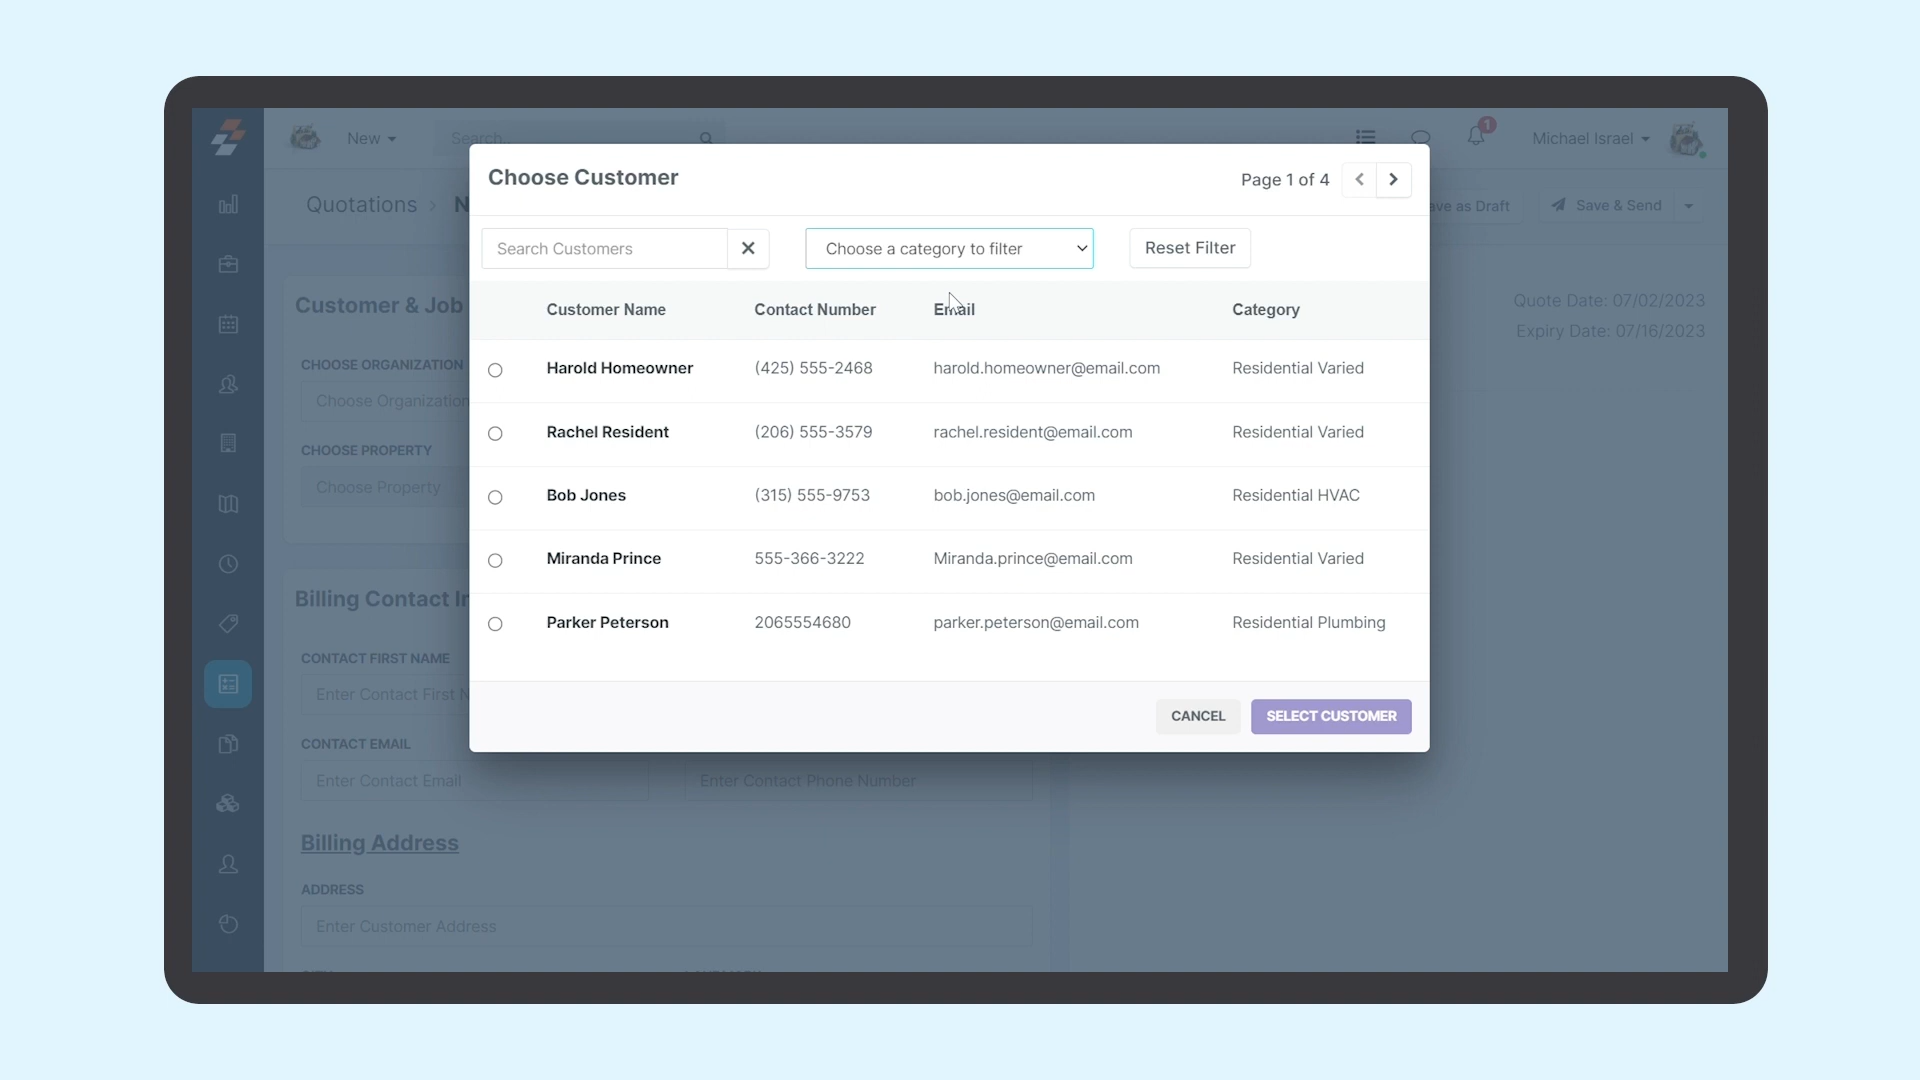 New
Search..
1
Michael Israel
Quotations › N
ave as Draft
Save & Send
Choose Customer
Page 1 of 4
Search Customers
Choose a category to filter
Reset Filter
Customer Name Contact Number Email Category
Harold Homeowner (425) 555-2468 harold.homeowner@email.com Residential Varied
Rachel Resident (206) 555-3579 rachel.resident@email.com Residential Varied
Bob Jones (315) 555-9753 bob.jones@email.com Residential HVAC
Miranda Prince 555-366-3222 Miranda.prince@email.com Residential Varied
Parker Peterson 2065554680 parker.peterson@email.com Residential Plumbing
CANCEL
SELECT CUSTOMER
Quote Date: 07/02/2023
Expiry Date: 07/16/2023
Customer & Job
CHOOSE ORGANIZATION
Choose Organization
CHOOSE PROPERTY
Choose Property
Billing Contact In
CONTACT FIRST NAME
Enter Contact First N
CONTACT EMAIL
Enter Contact Email
Enter Contact Phone Number
Billing Address
ADDRESS
Enter Customer Address